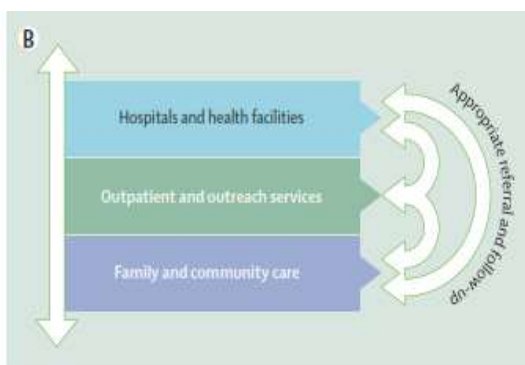 B
Hospitals and health facilities
Outpatient and outreach services
Family and community care
Appropriate referral and follow-up